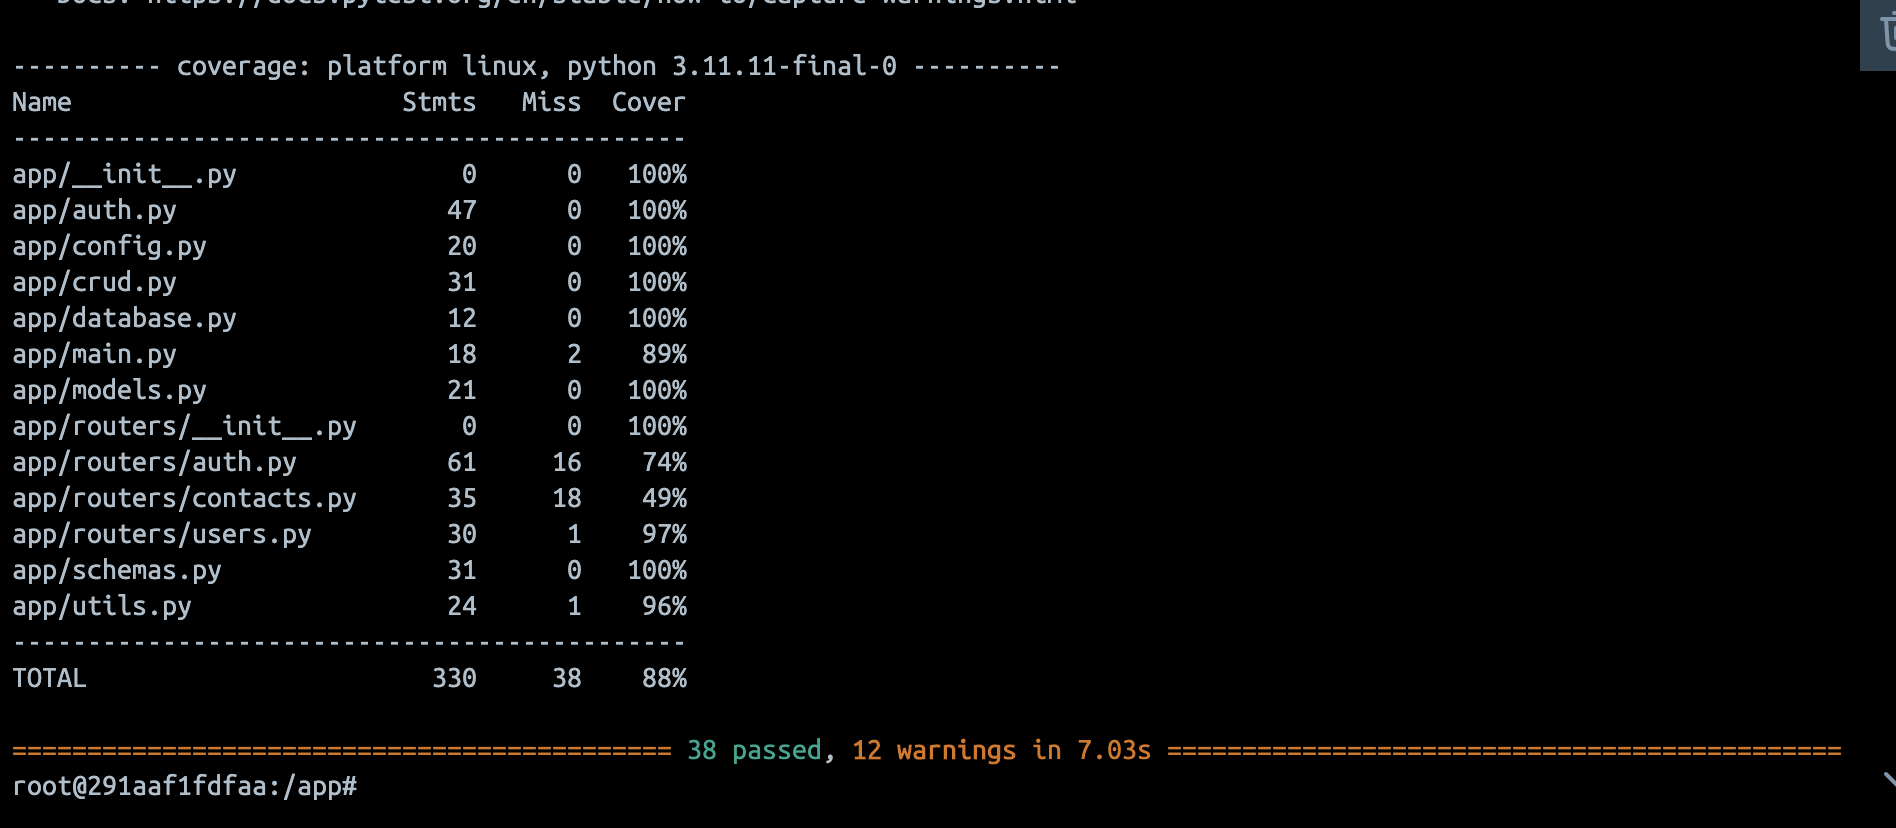 ---------- coverage: platform linux, python 3.11.11-final-0 ----------
Name                      Stmts   Miss  Cover
---------------------------------------------
app/__init__.py               0      0   100%
app/auth.py                  47      0   100%
app/config.py                20      0   100%
app/crud.py                  31      0   100%
app/database.py              12      0   100%
app/main.py                  18      2    89%
app/models.py                21      0   100%
app/routers/__init__.py       0      0   100%
app/routers/auth.py          61     16    74%
app/routers/contacts.py      35     18    49%
app/routers/users.py         30      1    97%
app/schemas.py               31      0   100%
app/utils.py                 24      1    96%
---------------------------------------------
TOTAL                       330     38    88%
============================================ 38 passed, 12 warnings in 7.03s =============================================
root@291aaf1fdfaa:/app#